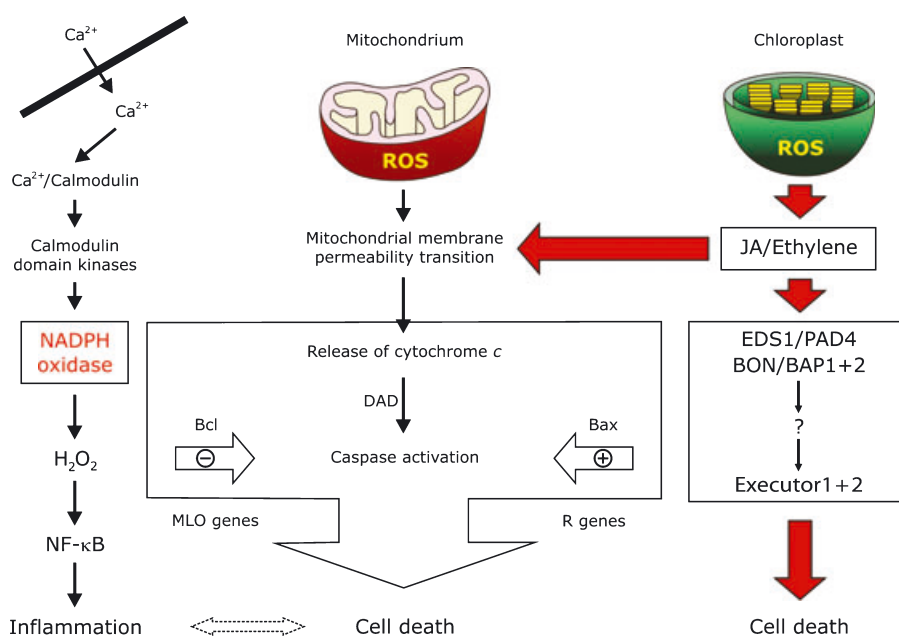 Ca²⁺
Ca²⁺
Ca²⁺/Calmodulin
Calmodulin
domain kinases
NADPH
oxidase
H₂O₂
NF-κB
Inflammation
Mitochondrium
ROS
Mitochondrial membrane
permeability transition
Release of cytochrome c
DAD
Bcl
−
Caspase activation
Bax
+
MLO genes
R genes
Cell death
Chloroplast
ROS
JA/Ethylene
EDS1/PAD4
BON/BAP1+2
?
Executor1+2
Cell death